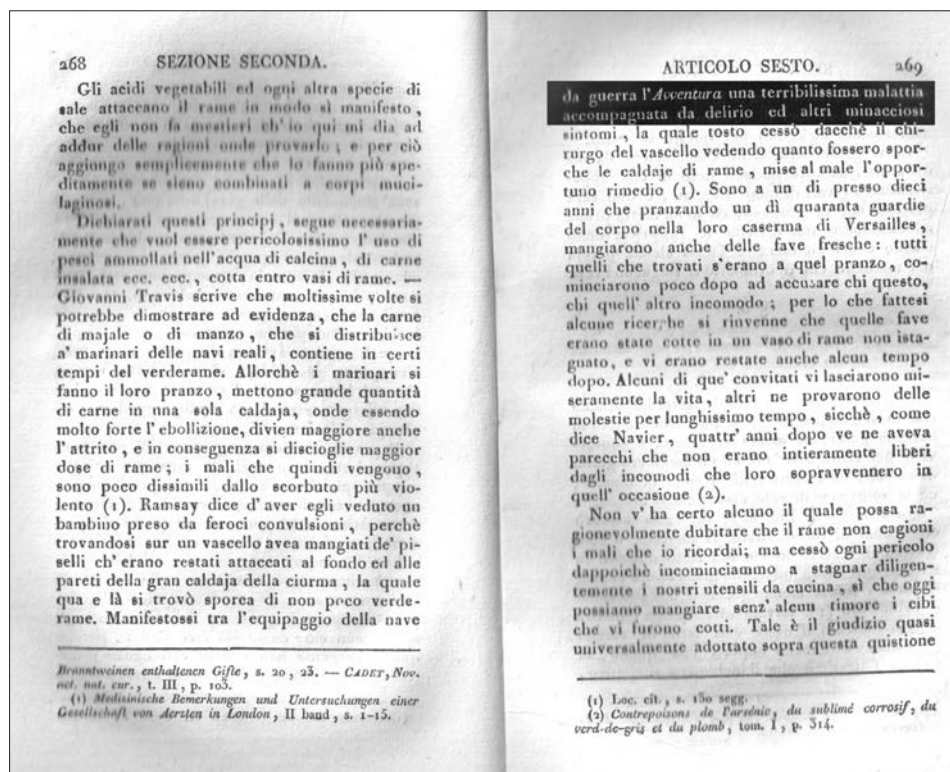 268 SEZIONE SECONDA.
Gli acidi vegetabili ed ogni altra specie di
sale attaccano il rame in modo sì manifesto,
che egli non fa mestieri ch'io qui mi dia ad
addur delle ragioni onde provarlo; e per ciò
aggiungo semplicemente che lo fanno più spe-
ditamente se sieno combinati a corpi muci-
laginosi.
Dichiarati questi principj, segue necessaria-
mente che vuol essere pericolosissimo l' uso di
pesci ammollati nell'acqua di calcina, di carne
insalata ecc. ecc., cotta entro vasi di rame. —
Giovanni Travis scrive che moltissime volte si
potrebbe dimostrare ad evidenza, che la carne
di majale o di manzo, che si distribuisce
a' marinari delle navi reali, contiene in certi
tempi del verderame. Allorchè i marinari si
fanno il loro pranzo, mettono grande quantità
di carne in una sola caldaja, onde essendo
molto forte l' ebollizione, divien maggiore anche
l' attrito, e in conseguenza si discioglie maggior
dose di rame; i mali che quindi vengono,
sono poco dissimili dallo scorbuto più vio-
lento (1). Ramsay dice d'aver egli veduto un
bambino preso da feroci convulsioni, perchè
trovandosi sur un vascello avea mangiati de' pi-
selli ch' erano restati attaccati al fondo ed alle
pareti della gran caldaja della ciurma, la quale
qua e là si trovò sporca di non poco verde-
rame. Manifestossi tra l'equipaggio della nave
Branntweinen enthaltenen Gifte, s. 20, 23. — CADET, Nov.
act. nat. cur., t. III, p. 103.
(1) Medizinische Bemerkungen und Untersuchungen einer
Gesellschaft von Aerzten in London, II band, s. 1-15.
ARTICOLO SESTO. 269
da guerra l'Avventura una terribilissima malattia
accompagnata da delirio ed altri minacciosi
sintomi, la quale tosto cessò dacchè il chi-
rurgo del vascello vedendo quanto fossero spor-
che le caldaje di rame, mise al male l'oppor-
tuno rimedio (1). Sono a un di presso dieci
anni che pranzando un dì quaranta guardie
del corpo nella loro caserma di Versailles,
mangiarono anche delle fave fresche: tutti
quelli che trovati s'erano a quel pranzo, co-
minciarono poco dopo ad accusare chi questo,
chi quell' altro incomodo; per lo che fattesi
alcune ricerche si rinvenne che quelle fave
erano state cotte in un vaso di rame non ista-
gnato, e vi erano restate anche alcun tempo
dopo. Alcuni di que' convitati vi lasciarono mi-
seramente la vita, altri ne provarono delle
molestie per lunghissimo tempo, sicchè, come
dice Navier, quattr' anni dopo ve ne aveva
parecchi che non erano intieramente liberi
dagli incomodi che loro sopravvennero in
quell' occasione (2).
Non v' ha certo alcuno il quale possa ra-
gionevolmente dubitare che il rame non cagioni
i mali che io ricordai; ma cessò ogni pericolo
dappoichè incominciammo a stagnar diligen-
temente i nostri utensili da cucina, sì che oggi
possiamo mangiare senz' alcun timore i cibi
che vi furono cotti. Tale è il giudizio quasi
universalmente adottato sopra questa quistione
(1) Loc. cit., s. 130 segg.
(2) Contrepoisons de l'arsénic, du sublimé corrosif, du
verd-de-gris et du plomb, tom. I, p. 314.